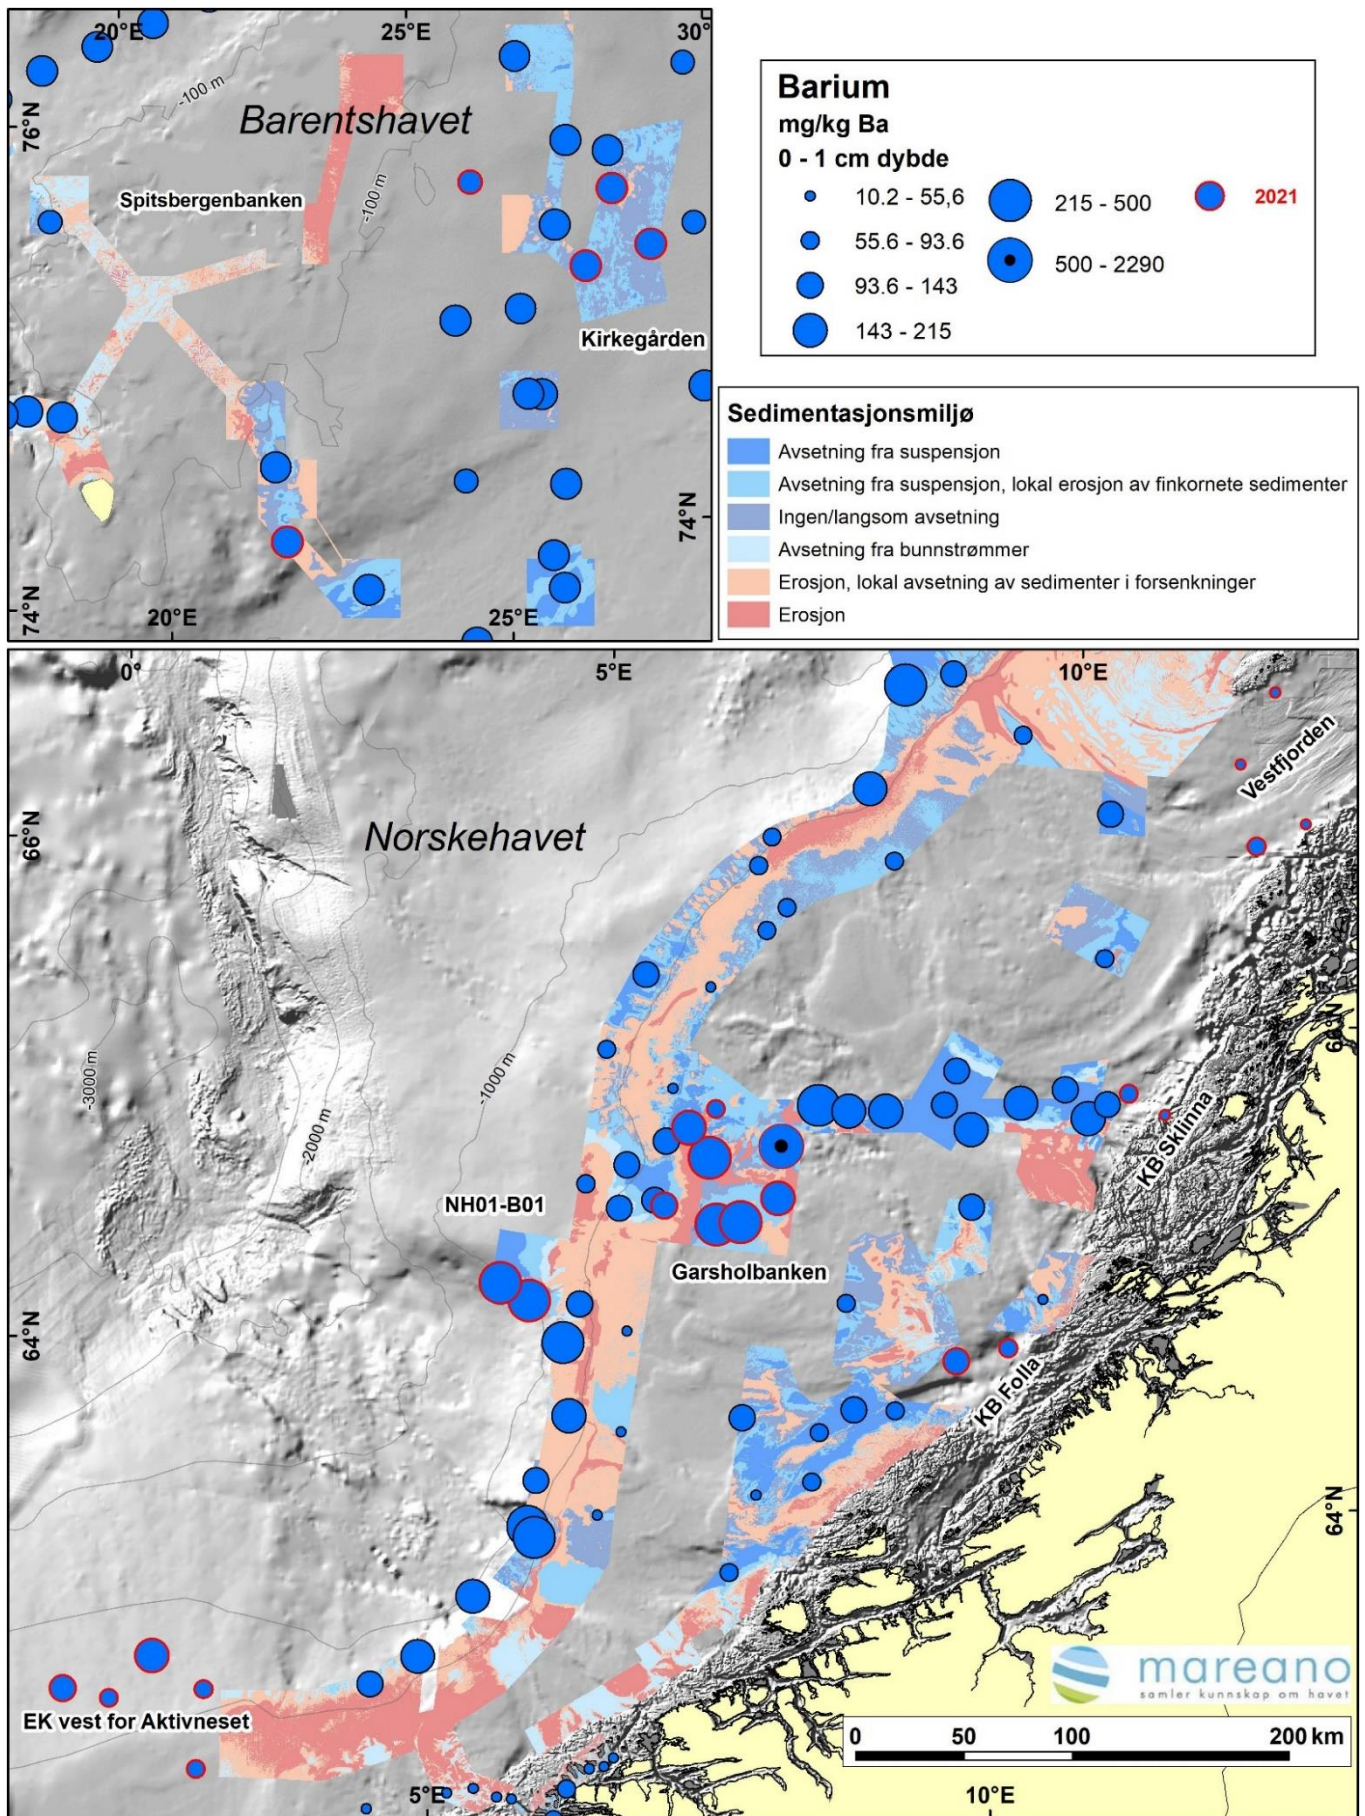 20°E
25°E
30°
-100 m
Barentshavet
76°N
Spitsbergenbanken
-100 m
Kirkegården
74°N
74°N
20°E
25°E
Barium
mg/kg Ba
0 - 1 cm dybde
10.2 - 55,6
55.6 - 93.6
93.6 - 143
143 - 215
215 - 500
500 - 2290
2021
Sedimentasjonsmiljø
Avsetning fra suspensjon
Avsetning fra suspensjon, lokal erosjon av finkornete sedimenter
Ingen/langsom avsetning
Avsetning fra bunnstrømmer
Erosjon, lokal avsetning av sedimenter i forsenkninger
Erosjon
0°
5°E
10°E
Vestfjorden
66°N
Norskehavet
66°N
-3000 m
-2000 m
-1000 m
KB Sklinna
NH01-B01
Garsholbanken
64°N
KB Folla
64°N
mareano
samler kunnskap om havet
EK vest for Aktivneset
0
50
100
200 km
5°E
10°E